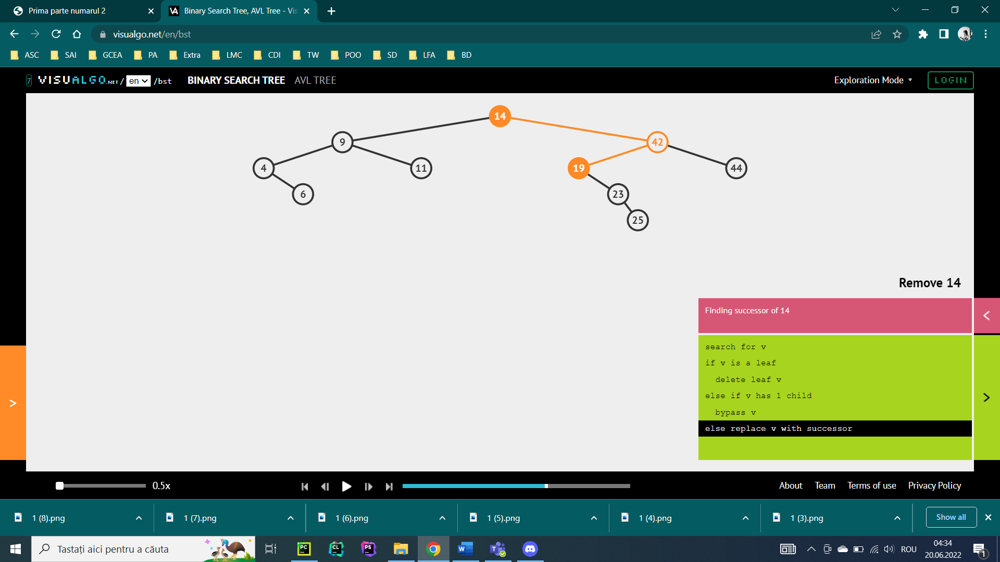 Prima parte numarul 2
Binary Search Tree, AVL Tree - Vis
visualgo.net/en/bst
ASC SAI GCEA PA Extra LMC CDI TW POO SD LFA BD
7 VISUALGO.NET / en /bst BINARY SEARCH TREE AVL TREE Exploration Mode LOGIN
14
9 42
4 11 19 44
6 23
25
Remove 14
Finding successor of 14
search for v
if v is a leaf
delete leaf v
else if v has 1 child
bypass v
else replace v with successor
0.5x About Team Terms of use Privacy Policy
1 (8).png 1 (7).png 1 (6).png 1 (5).png 1 (4).png 1 (3).png Show all
Tastați aici pentru a căuta PC CL PS W T ROU 04:34
20.06.2022 1